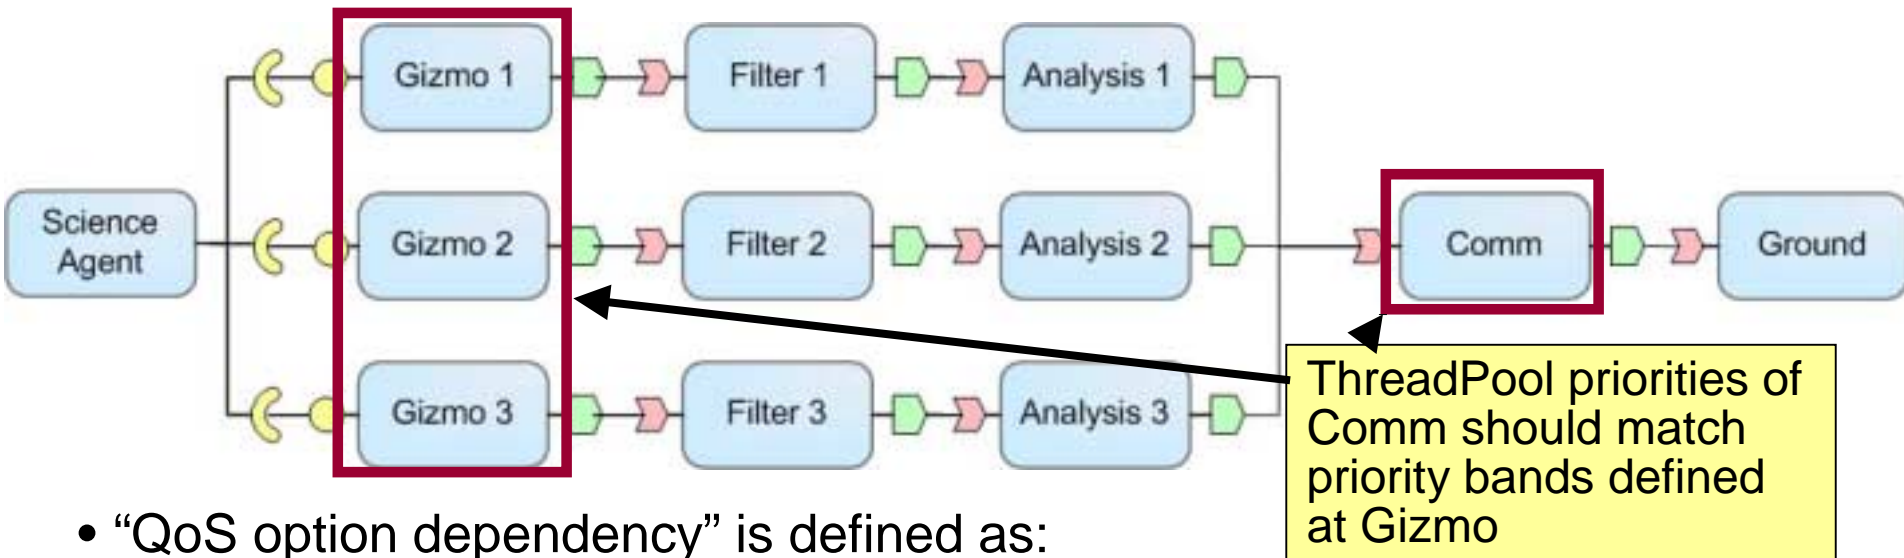 Gizmo 1
Filter 1
Analysis 1
Science
Agent
Gizmo 2
Filter 2
Analysis 2
Comm
Ground
Gizmo 3
Filter 3
Analysis 3
ThreadPool priorities of
Comm should match
priority bands defined
at Gizmo
• “QoS option dependency” is defined as: